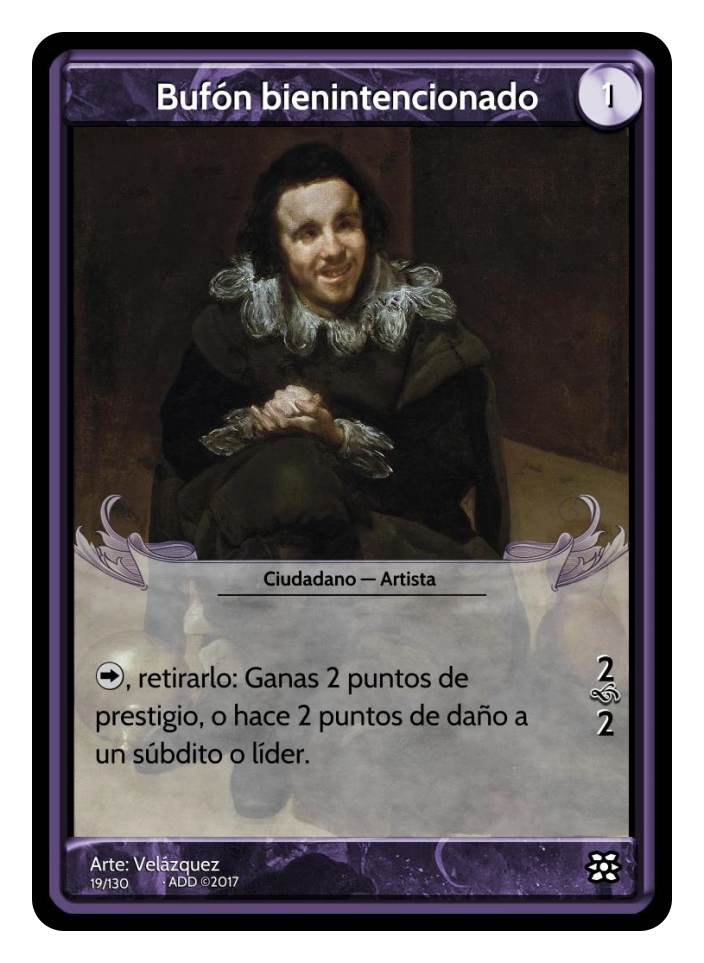 Bufón bienintencionado
1
Ciudadano — Artista
, retirarlo: Ganas 2 puntos de
prestigio, o hace 2 puntos de daño a
un súbdito o líder.
2
2
Arte: Velázquez
19/130 · ADD ©2017